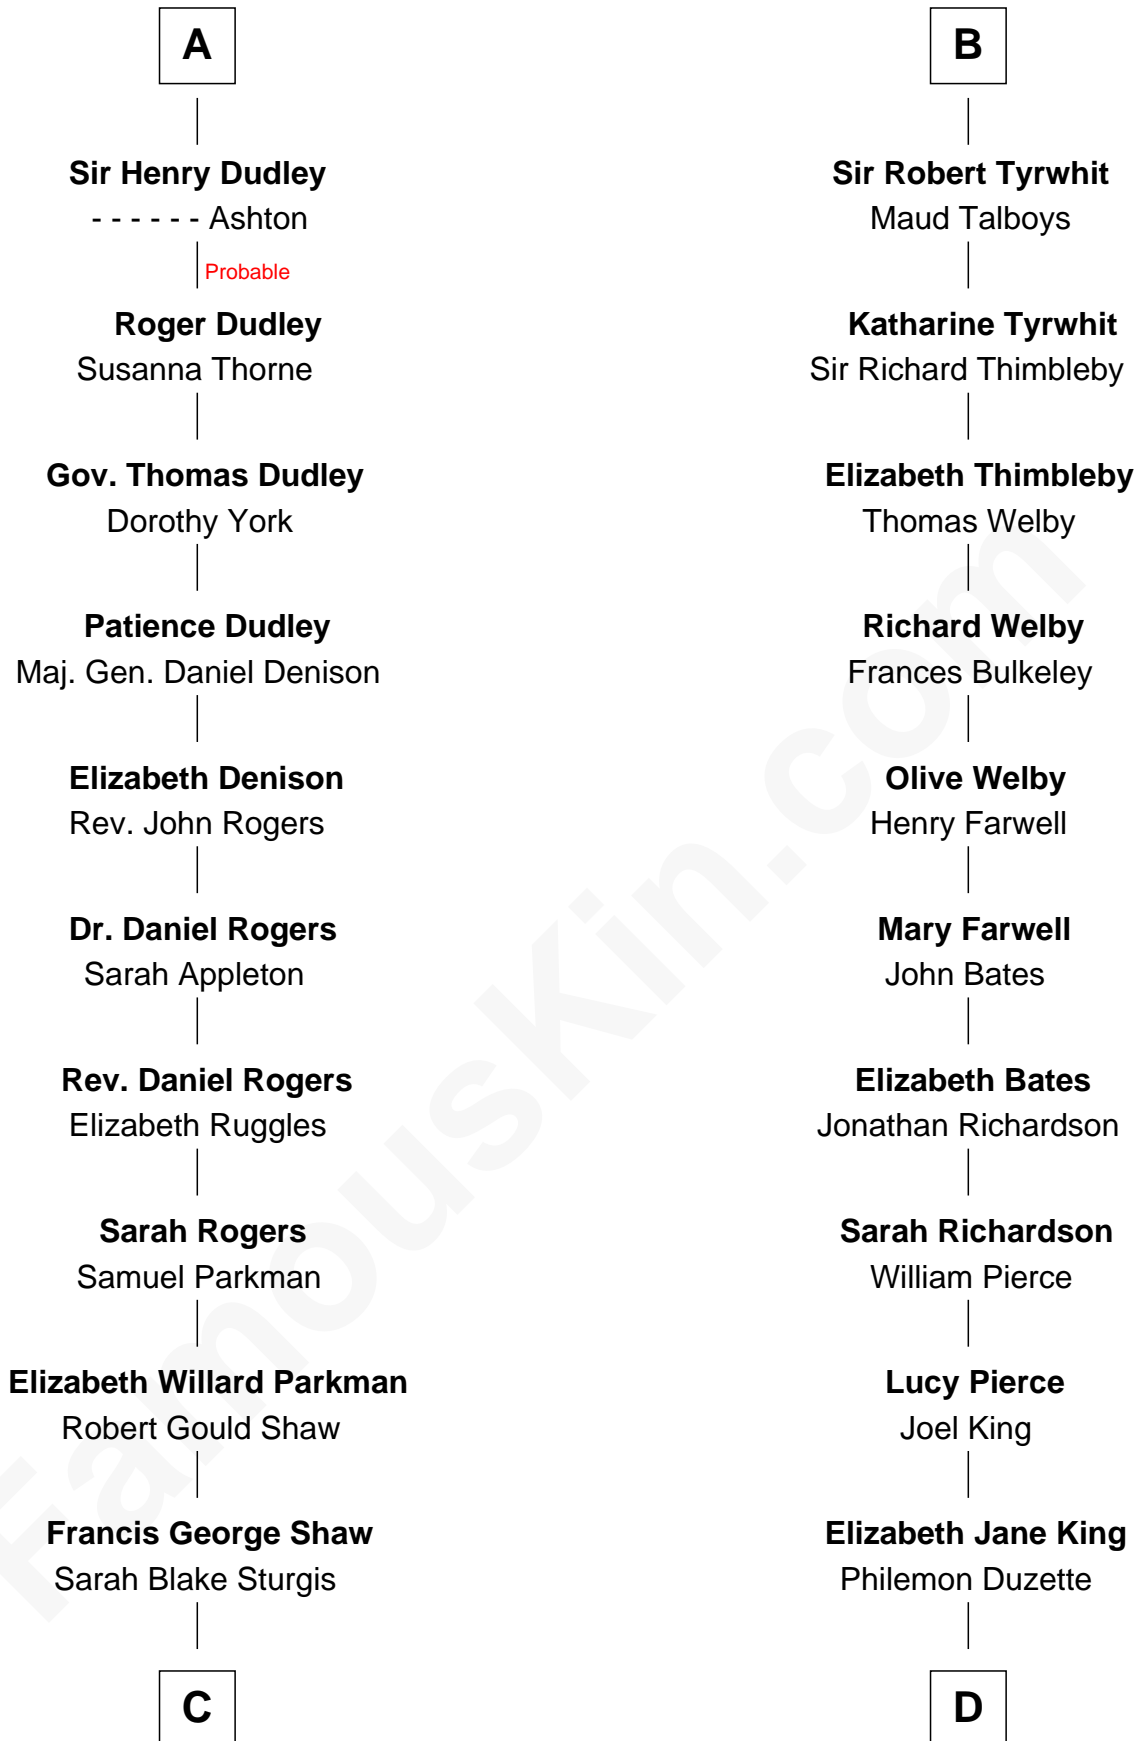 A
Sir Henry Dudley
- - - - - - Ashton
Probable
Roger Dudley
Susanna Thorne
Gov. Thomas Dudley
Dorothy York
Patience Dudley
Maj. Gen. Daniel Denison
Elizabeth Denison
Rev. John Rogers
Dr. Daniel Rogers
Sarah Appleton
Rev. Daniel Rogers
Elizabeth Ruggles
Sarah Rogers
Samuel Parkman
Elizabeth Willard Parkman
Robert Gould Shaw
Francis George Shaw
Sarah Blake Sturgis
C
B
Sir Robert Tyrwhit
Maud Talboys
Katharine Tyrwhit
Sir Richard Thimbleby
Elizabeth Thimbleby
Thomas Welby
Richard Welby
Frances Bulkeley
Olive Welby
Henry Farwell
Mary Farwell
John Bates
Elizabeth Bates
Jonathan Richardson
Sarah Richardson
William Pierce
Lucy Pierce
Joel King
Elizabeth Jane King
Philemon Duzette
D
FamousKin.com